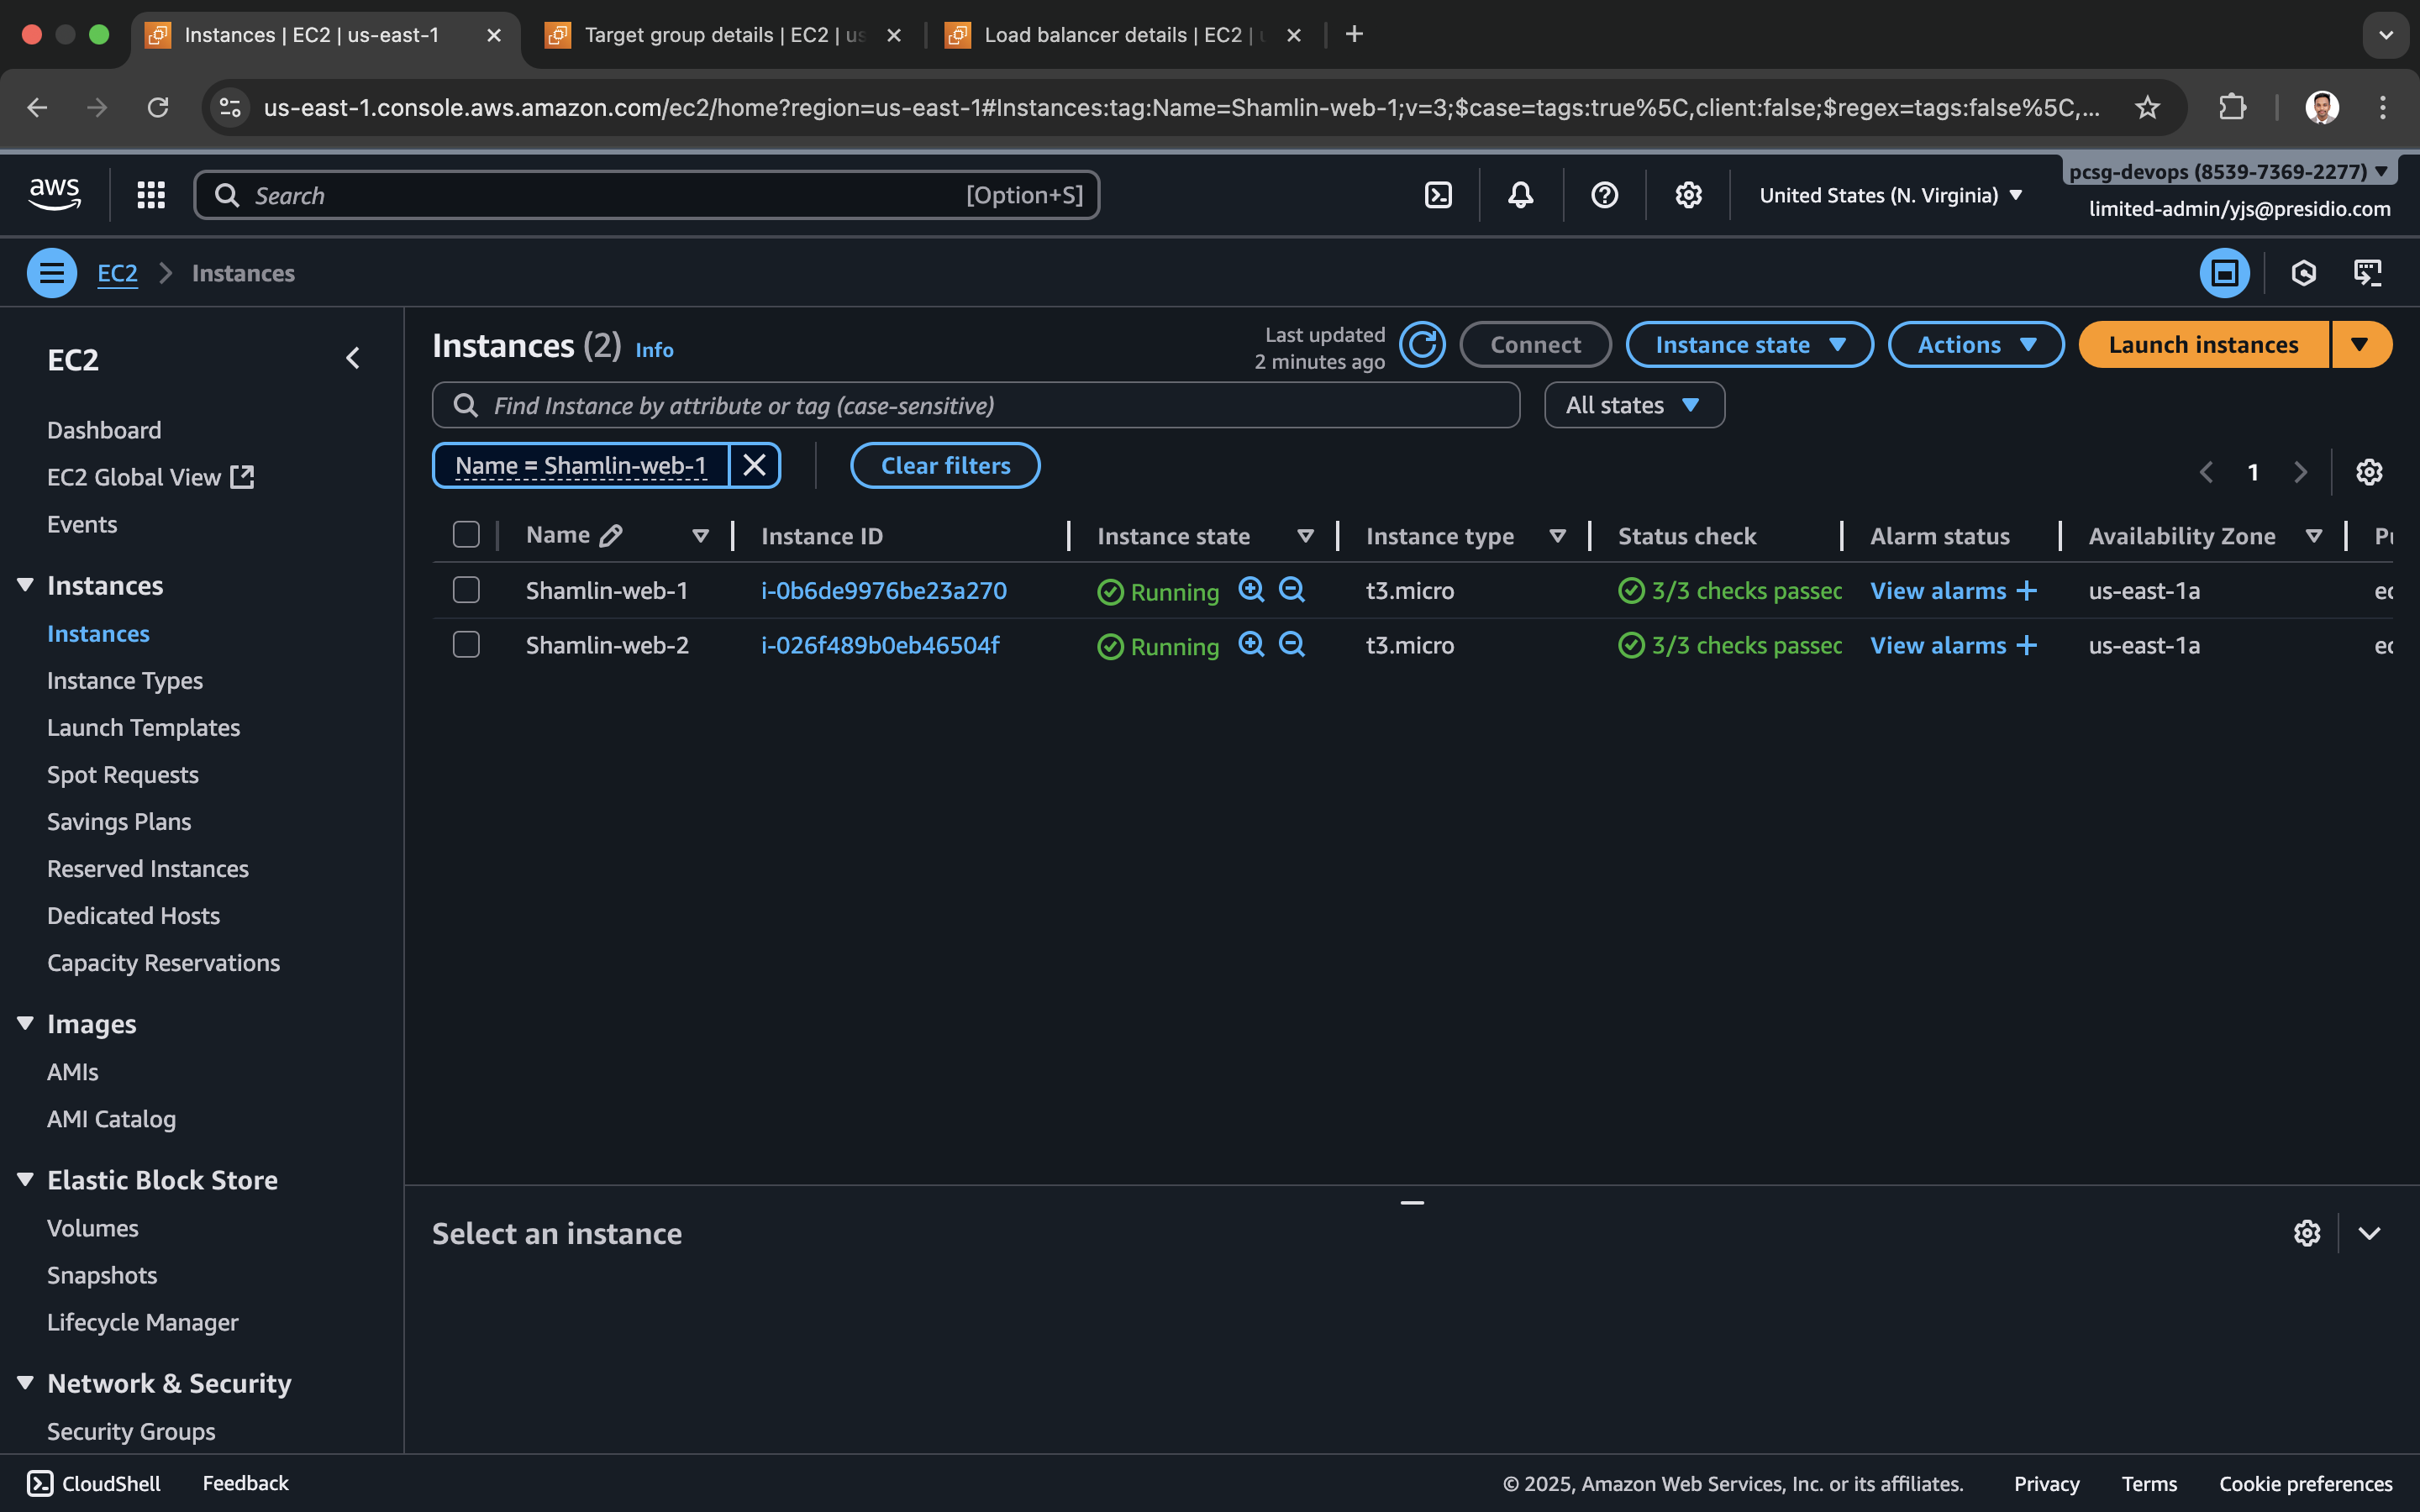 Instances | EC2 | us-east-1
Target group details | EC2 | us
Load balancer details | EC2 |
us-east-1.console.aws.amazon.com/ec2/home?region=us-east-1#Instances:tag:Name=Shamlin-web-1;v=3;$case=tags:true%5C,client:false;$regex=tags:false%5C,...
aws
Search
[Option+S]
United States (N. Virginia)
pcsg-devops (8539-7369-2277)
limited-admin/yjs@presidio.com
EC2
Instances
EC2
Dashboard
EC2 Global View
Events
Instances
Instances
Instance Types
Launch Templates
Spot Requests
Savings Plans
Reserved Instances
Dedicated Hosts
Capacity Reservations
Images
AMIs
AMI Catalog
Elastic Block Store
Volumes
Snapshots
Lifecycle Manager
Network & Security
Security Groups
Instances (2) Info
Last updated
2 minutes ago
Connect
Instance state
Actions
Launch instances
Find Instance by attribute or tag (case-sensitive)
All states
Name = Shamlin-web-1
Clear filters
1
Name Instance ID Instance state Instance type Status check Alarm status Availability Zone
Shamlin-web-1 i-0b6de9976be23a270 Running t3.micro 3/3 checks passec View alarms + us-east-1a
Shamlin-web-2 i-026f489b0eb46504f Running t3.micro 3/3 checks passec View alarms + us-east-1a
Select an instance
CloudShell
Feedback
© 2025, Amazon Web Services, Inc. or its affiliates.
Privacy
Terms
Cookie preferences